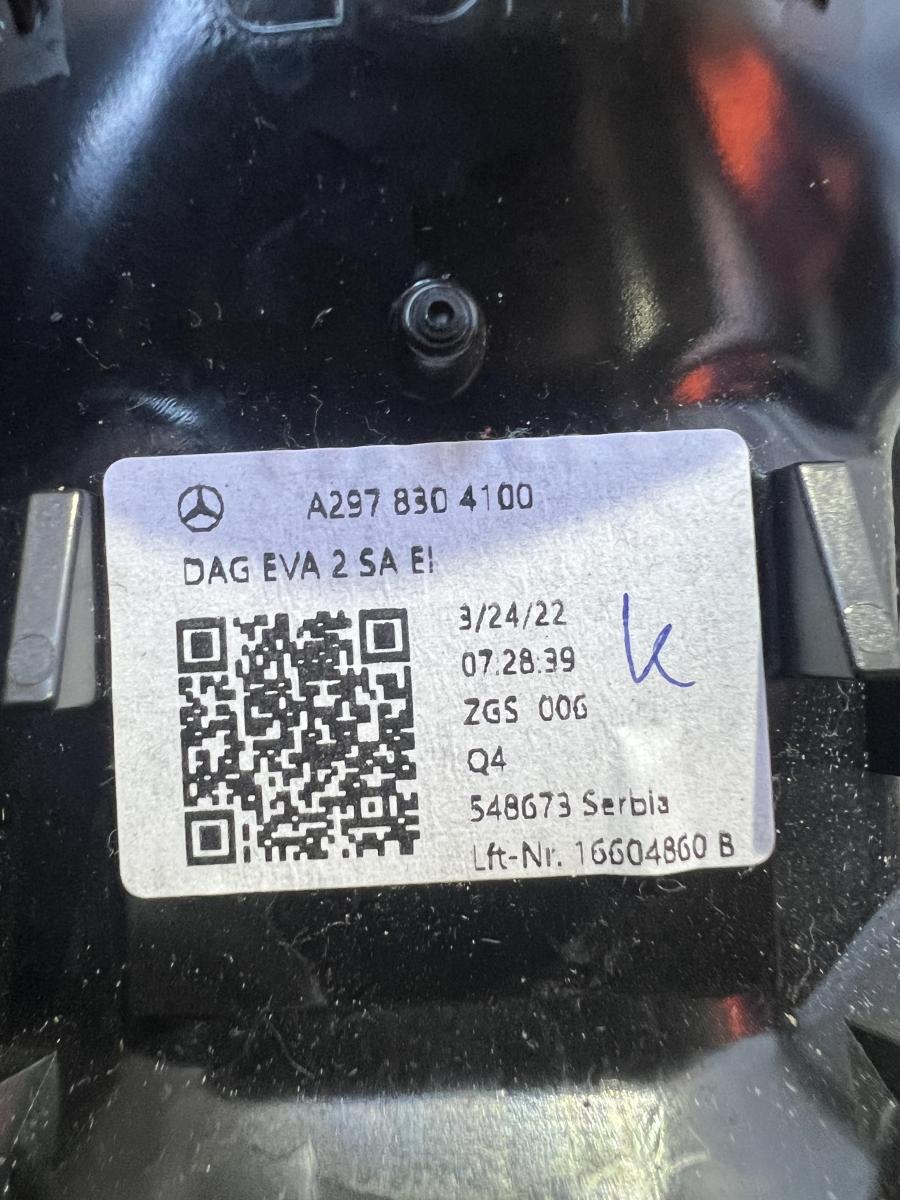 A297 830 4100
DAG EVA 2 SA EI
3/24/22
07:28:39
ZGS 006
Q4
548673 Serbia
Lft-Nr. 16604860 B
k